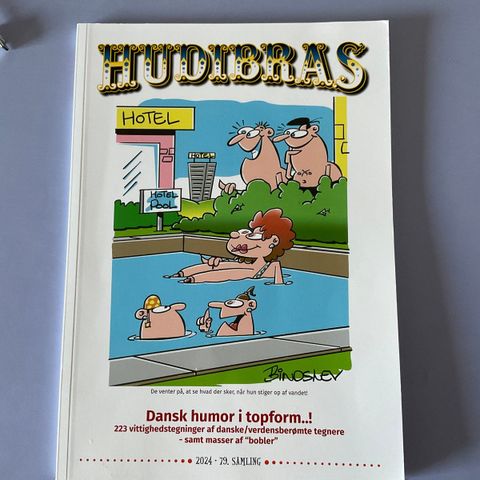 HUDIBRAS
HOTEL
HOTEL
HOTEL
POOL
BINDSLEV
De venter på, at se hvad der sker, når hun stiger op af vandet!
Dansk humor i topform..!
223 vittighedstegninger af danske/verdensberømte tegnere
- samt masser af "bobler"
2024 · 79. SAMLING